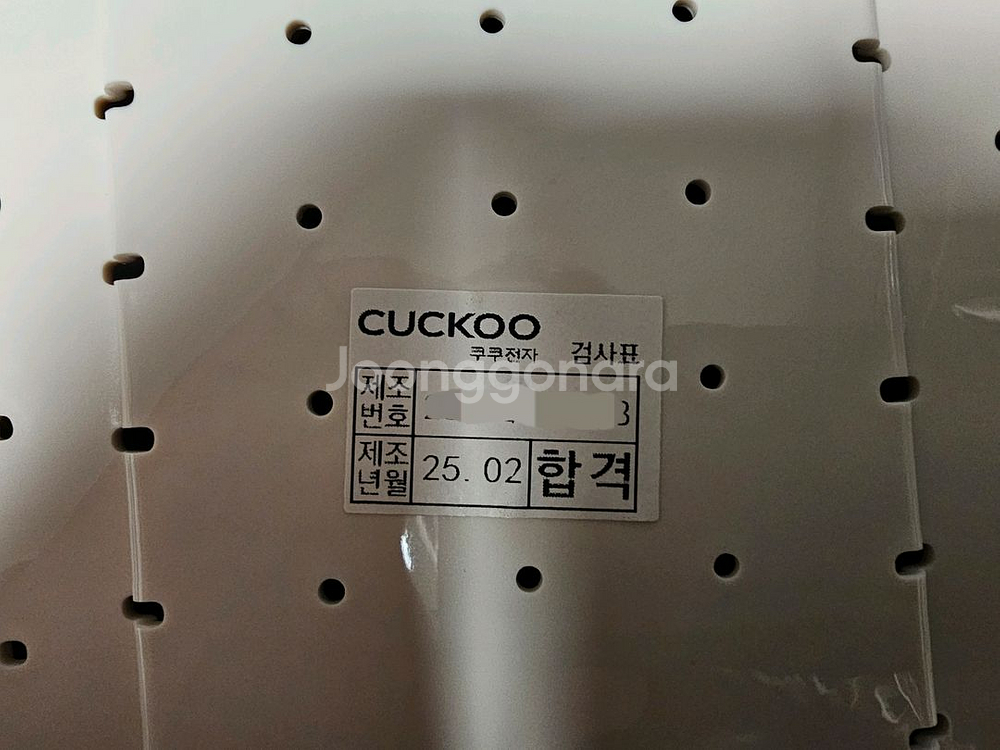 CUCKOO
쿠쿠전자 검사표
Joonggonara
제조
번호
3
제조
년월 25. 02 합격